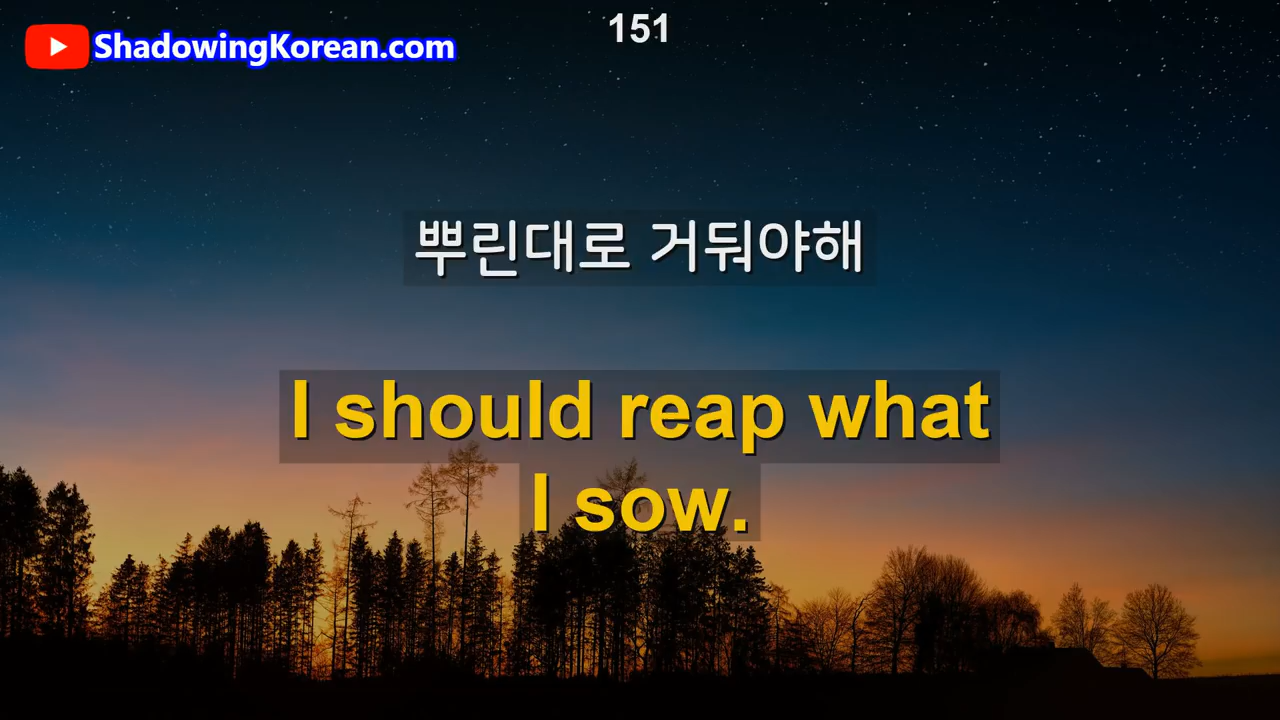 151
ShadowingKorean.com
뿌린대로 거둬야해
I should reap what
I sow.